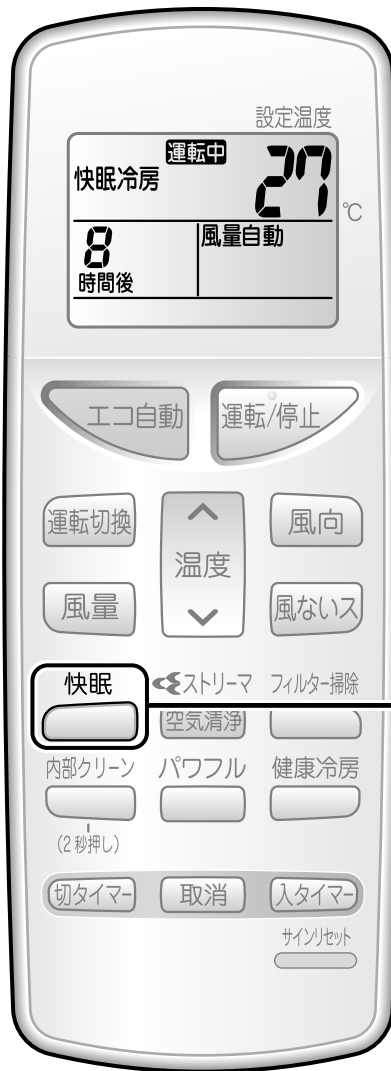 設定温度
運転中
快眠冷房 27 ℃
8 風量自動
時間後
エコ自動 運転/停止
運転切換 風向
温度
風量 風ないス
快眠 ストリーマ フィルター掃除
空気清浄
内部クリーン パワフル 健康冷房
(2秒押し)
切タイマー 取消 入タイマー
サインリセット